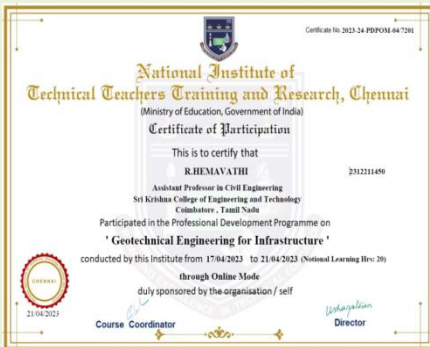 Certificate No 2023-24-PDPOM-04/7201
National Institute of
Technical Teachers Training and Research, Chennai
(Ministry of Education, Government of India)
Certificate of Participation
This is to certify that
R.HEMAVATHI 2312211450
Assistant Professor in Civil Engineering
Sri Krishna College of Engineering and Technology
Coimbatore , Tamil Nadu
Participated in the Professional Development Programme on
' Geotechnical Engineering for Infrastructure '
conducted by this Institute from 17/04/2023 to 21/04/2023 (Notional Learning Hrs: 20)
through Online Mode
duly sponsored by the organisation / self
CHENNAI
21/04/2023
Course Coordinator
Director